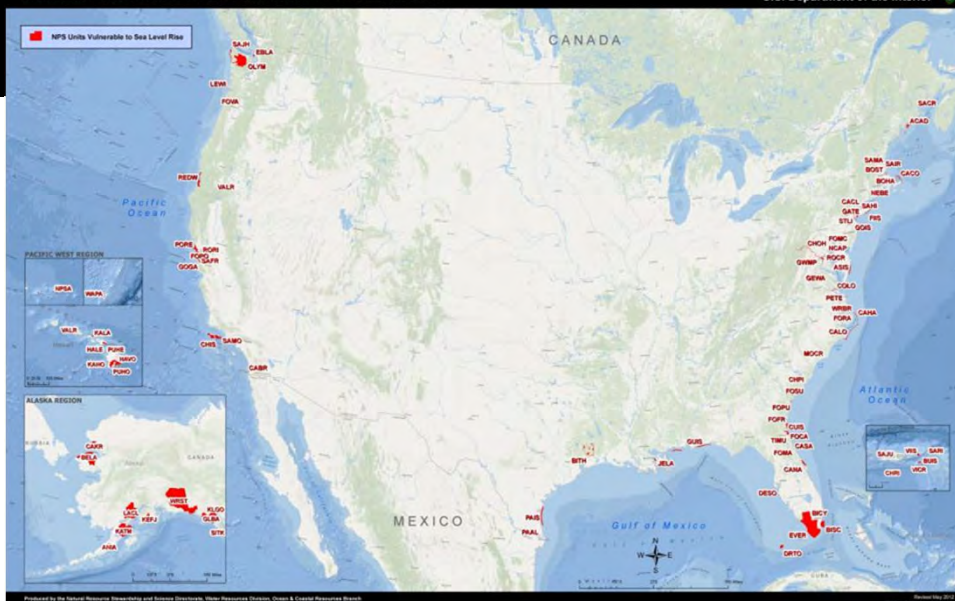 NPS Units Vulnerable to Sea Level Rise
CANADA
SAJH
EBLA
OLYM
LEWI
FOVA
SACR
ACAD
SAMA
SAIR
BOST
CACO
BOHA
NEBE
REDW
VALR
CACL
SAHI
GATE
FIIS
STLI
GOIS
Pacific
Ocean
PORE
RORI
FOPO
SAFR
GOGA
FOMC
CHOH
NCAP
ROCR
GWMP
ASIS
GEWA
COLO
PACIFIC WEST REGION
NPSA
WAPA
VALR
KALA
HALE
PUHE
HAVO
KAHO
PUHO
PETE
WRBR
CAHA
FORA
CALO
CHIS
SAMO
CABR
MOCR
CHPI
FOSU
Atlantic
Ocean
ALASKA REGION
CANADA
CAKR
BELA
WRST
LACL
KEFJ
KLGO
GLBA
KATM
SITK
ANIA
FOPU
FOFR
CUIS
TIMU
FOCA
CASA
FOMA
CANA
GUIS
BITH
JELA
SAJU
VIIS
SARI
BUIS
VICR
CHRI
DESO
MEXICO
PAIS
PAAL
Gulf of Mexico
BICY
EVER
BISC
DRTO
N
W
E
S
CUBA
Produced by the Natural Resource Stewardship and Science Directorate, Water Resources Division, Ocean & Coastal Resources Branch
Revised May 2012